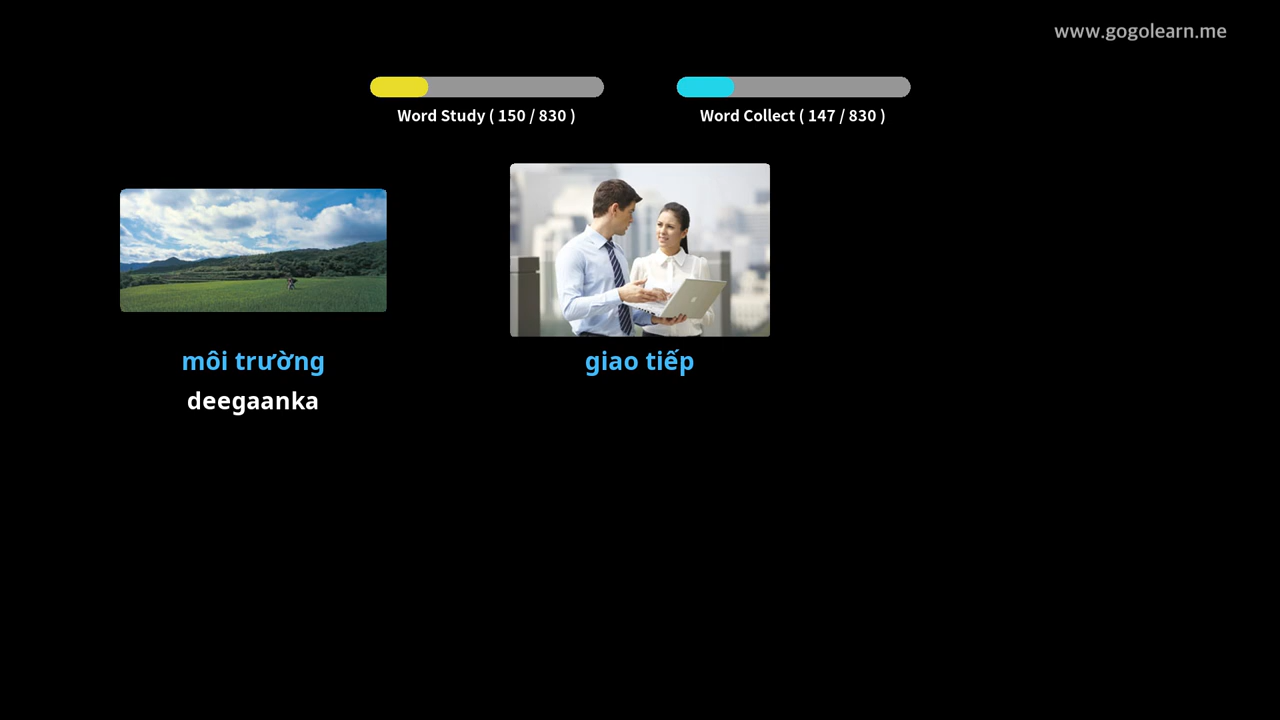 www.gogolearn.me
Word Study ( 150 / 830 )
Word Collect ( 147 / 830 )
môi trường
deegaanka
giao tiếp